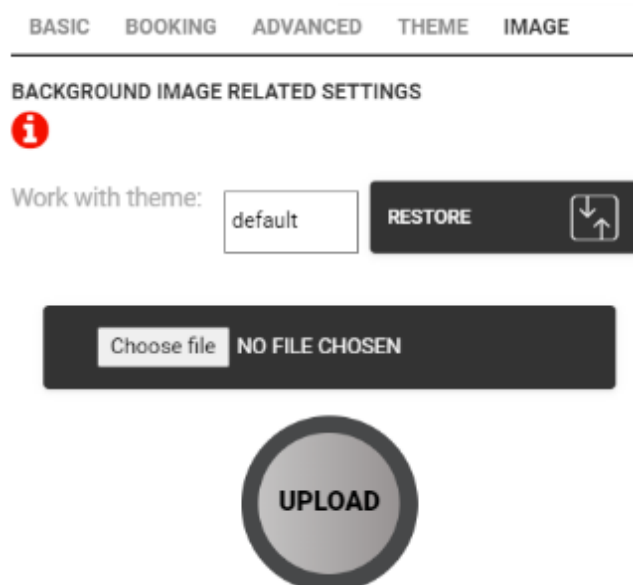 BASIC BOOKING ADVANCED THEME IMAGE
BACKGROUND IMAGE RELATED SETTINGS
Work with theme: default RESTORE
Choose file NO FILE CHOSEN
UPLOAD